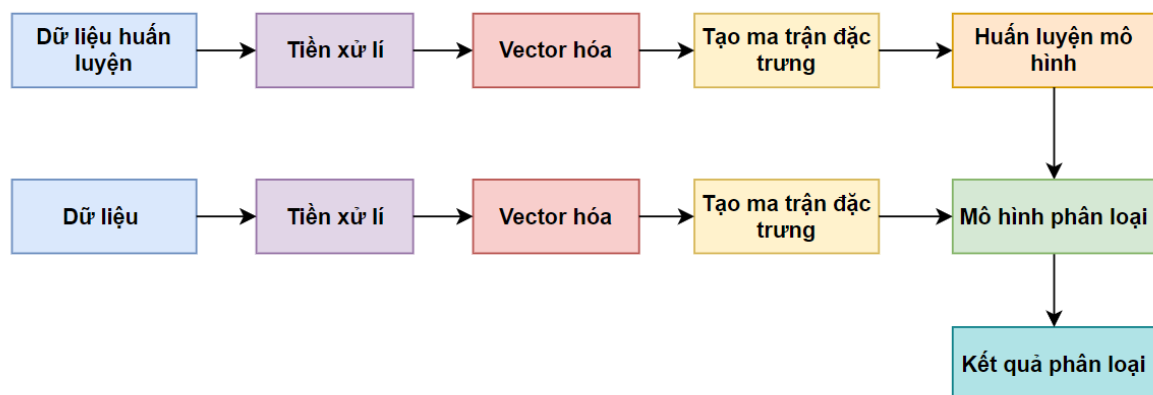 Dữ liệu huấn
luyện
Tiền xử lí
Vector hóa
Tạo ma trận đặc
trưng
Huấn luyện mô
hình
Dữ liệu
Tiền xử lí
Vector hóa
Tạo ma trận đặc
trưng
Mô hình phân loại
Kết quả phân loại